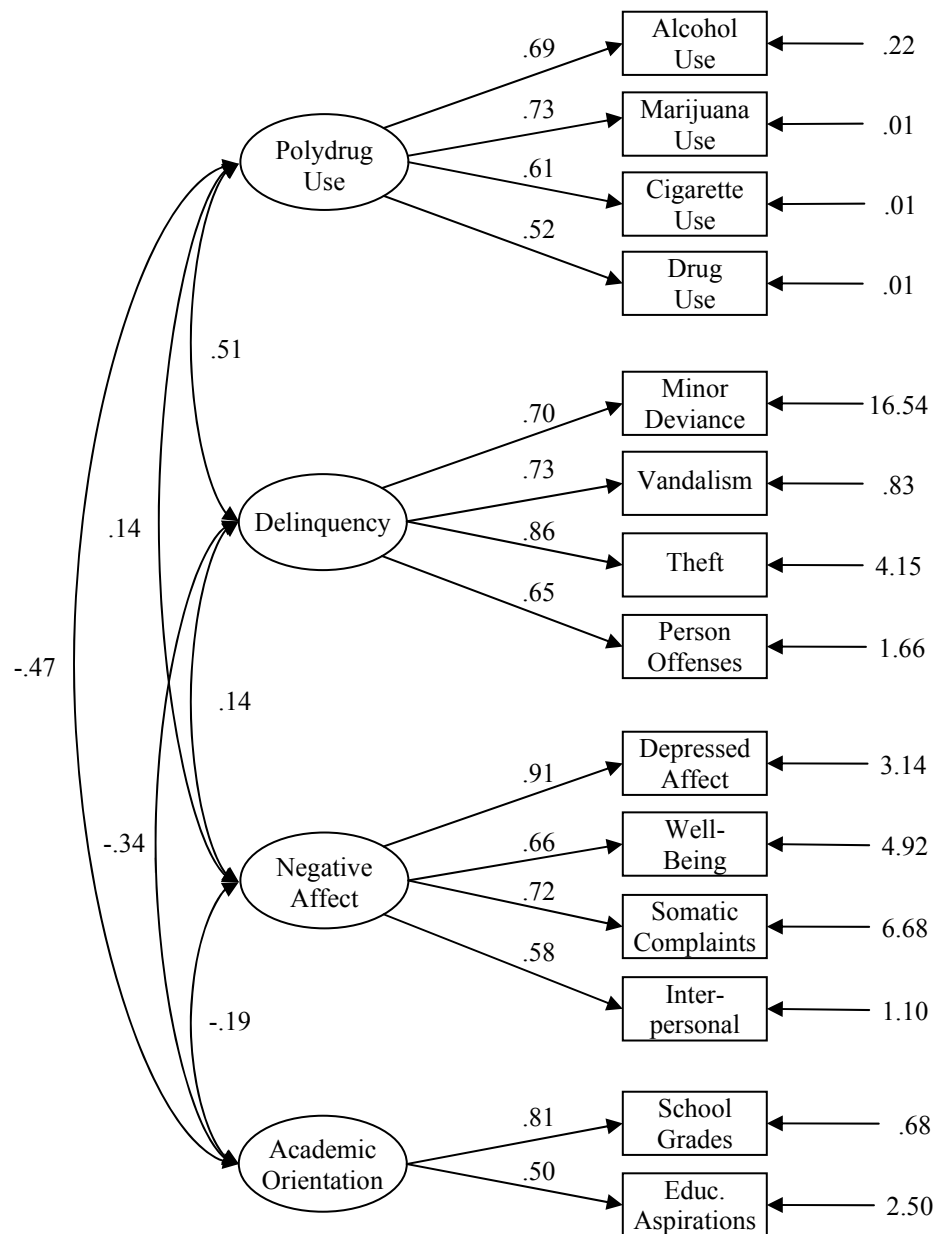 Alcohol
Use
.69
.22
Marijuana
Use
.73
.01
Polydrug
Use
Cigarette
Use
.61
.01
.52
Drug
Use
.01
.51
Minor
Deviance
.70
16.54
.73
Vandalism
.83
Delinquency
.14
.86
Theft
4.15
.65
Person
Offenses
1.66
-.47
.14
Depressed
Affect
.91
3.14
-.34
.66
Well-
Being
4.92
Negative
Affect
.72
Somatic
Complaints
6.68
.58
Inter-
personal
1.10
-.19
.81
School
Grades
.68
Academic
Orientation
.50
Educ.
Aspirations
2.50